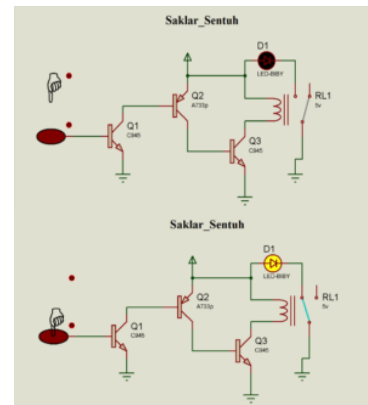 Saklar_Sentuh
D1
LED-BIBY
Q2
A733p
RL1
5v
Q1
C945
Q3
C945
Saklar_Sentuh
D1
LED-BIBY
Q2
A733p
RL1
5v
Q1
C945
Q3
C945